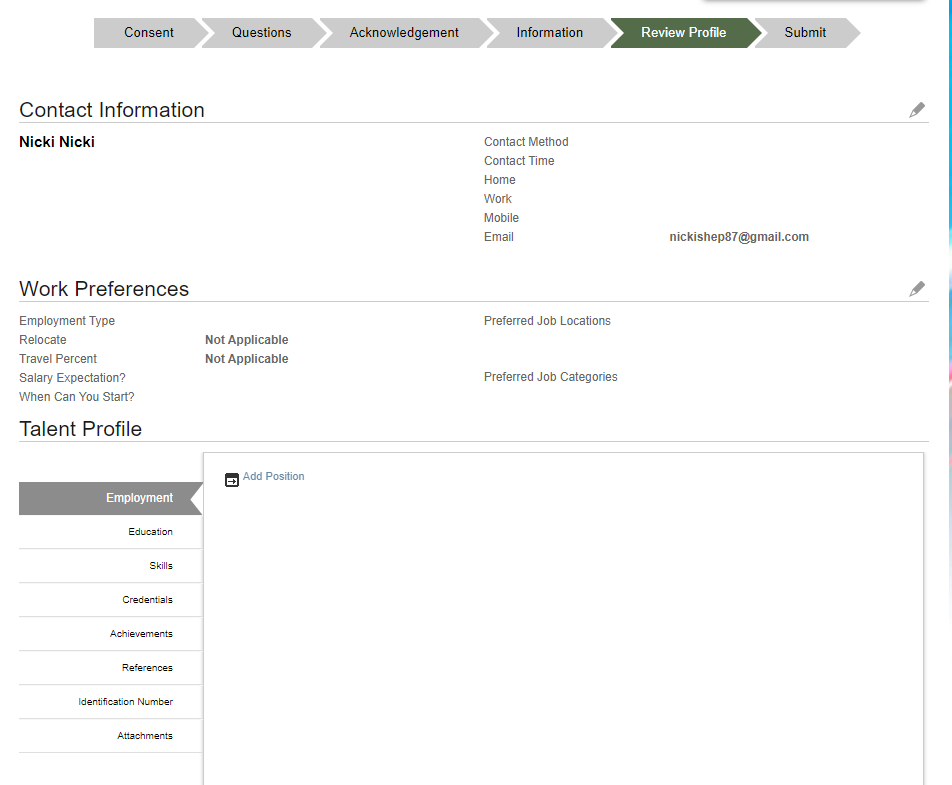 Consent Questions Acknowledgement Information Review Profile Submit
Contact Information
Nicki Nicki
Contact Method
Contact Time
Home
Work
Mobile
Email nickishep87@gmail.com
Work Preferences
Employment Type
Relocate Not Applicable
Travel Percent Not Applicable
Salary Expectation?
When Can You Start?
Preferred Job Locations
Preferred Job Categories
Talent Profile
Employment
Education
Skills
Credentials
Achievements
References
Identification Number
Attachments
Add Position